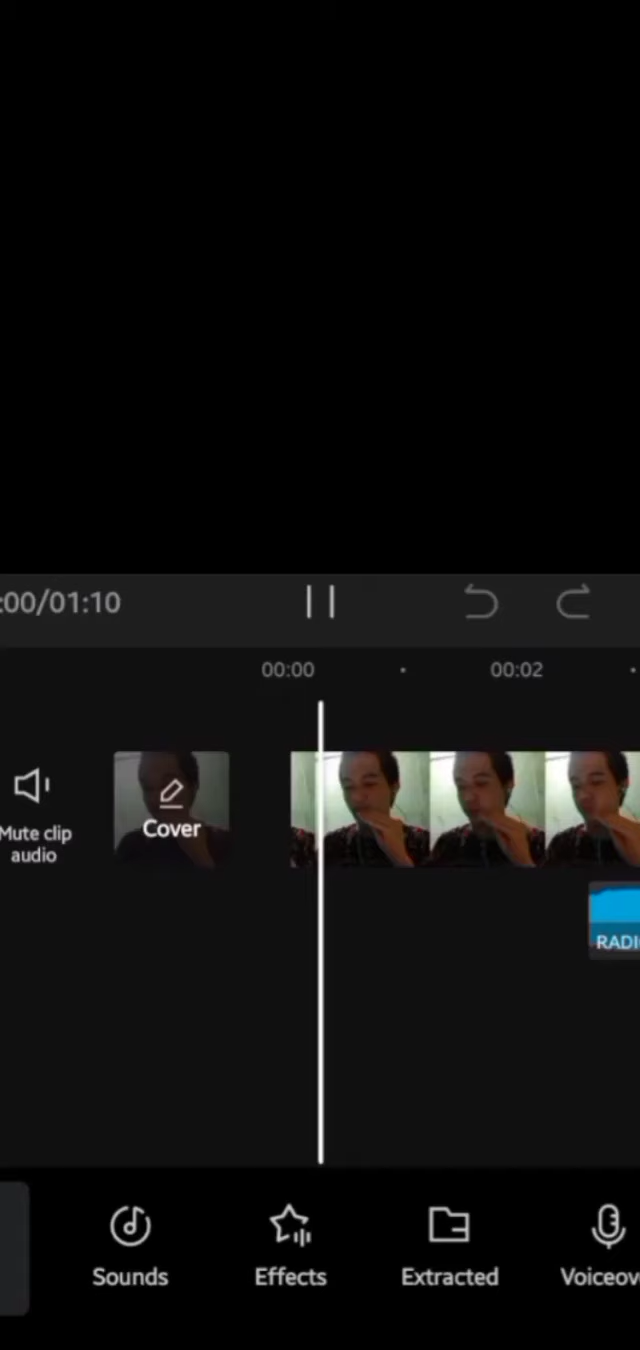 :00/01:10
00:00
00:02
Mute clip
audio
Cover
RADI
Sounds
Effects
Extracted
Voiceov